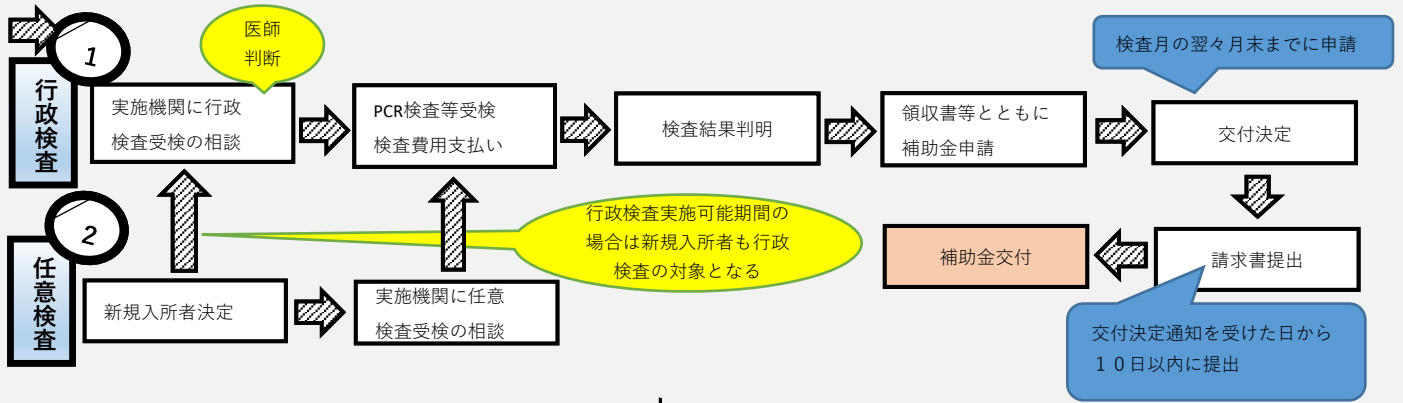 1
行政検査
医師
判断
実施機関に行政
検査受検の相談
PCR検査等受検
検査費用支払い
検査結果判明
領収書等とともに
補助金申請
検査月の翌々月末までに申請
交付決定
2
任意検査
新規入所者決定
実施機関に任意
検査受検の相談
行政検査実施可能期間の
場合は新規入所者も行政
検査の対象となる
補助金交付
請求書提出
交付決定通知を受けた日から
１０日以内に提出